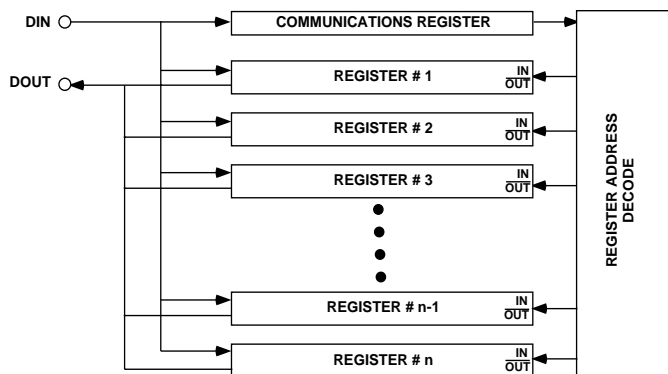 DIN
COMMUNICATIONS REGISTER
DOUT
REGISTER # 1
IN
OUT
REGISTER # 2
IN
OUT
REGISTER # 3
IN
OUT
REGISTER # n-1
IN
OUT
REGISTER # n
IN
OUT
REGISTER ADDRESS
DECODE